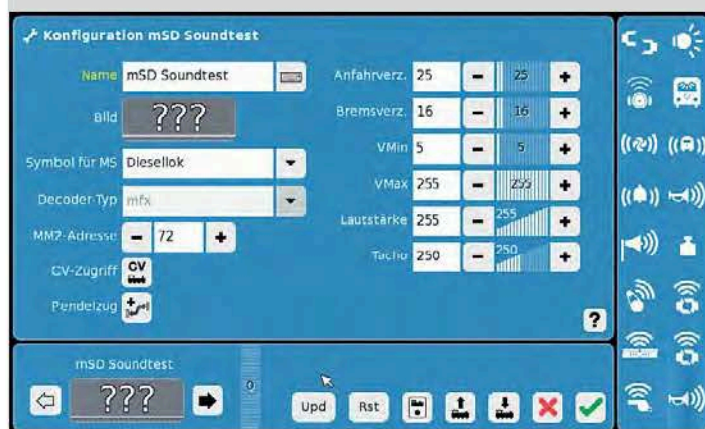 Konfiguration mSD Soundtest
Name mSD Soundtest
Bild ???
Symbol für MS Diesellok
Decoder-Typ mfx
MM2-Adresse - 72 +
CV-Zugriff CV
Pendelzug
Anfahrverz. 25 - 25 +
Bremsverz. 16 - 16 +
VMin 5 - 5 +
VMax 255 - 255 +
Lautstärke 255 - 255 +
Tacho 250 - 250 +
?
mSD Soundtest
???
0
Upd Rst